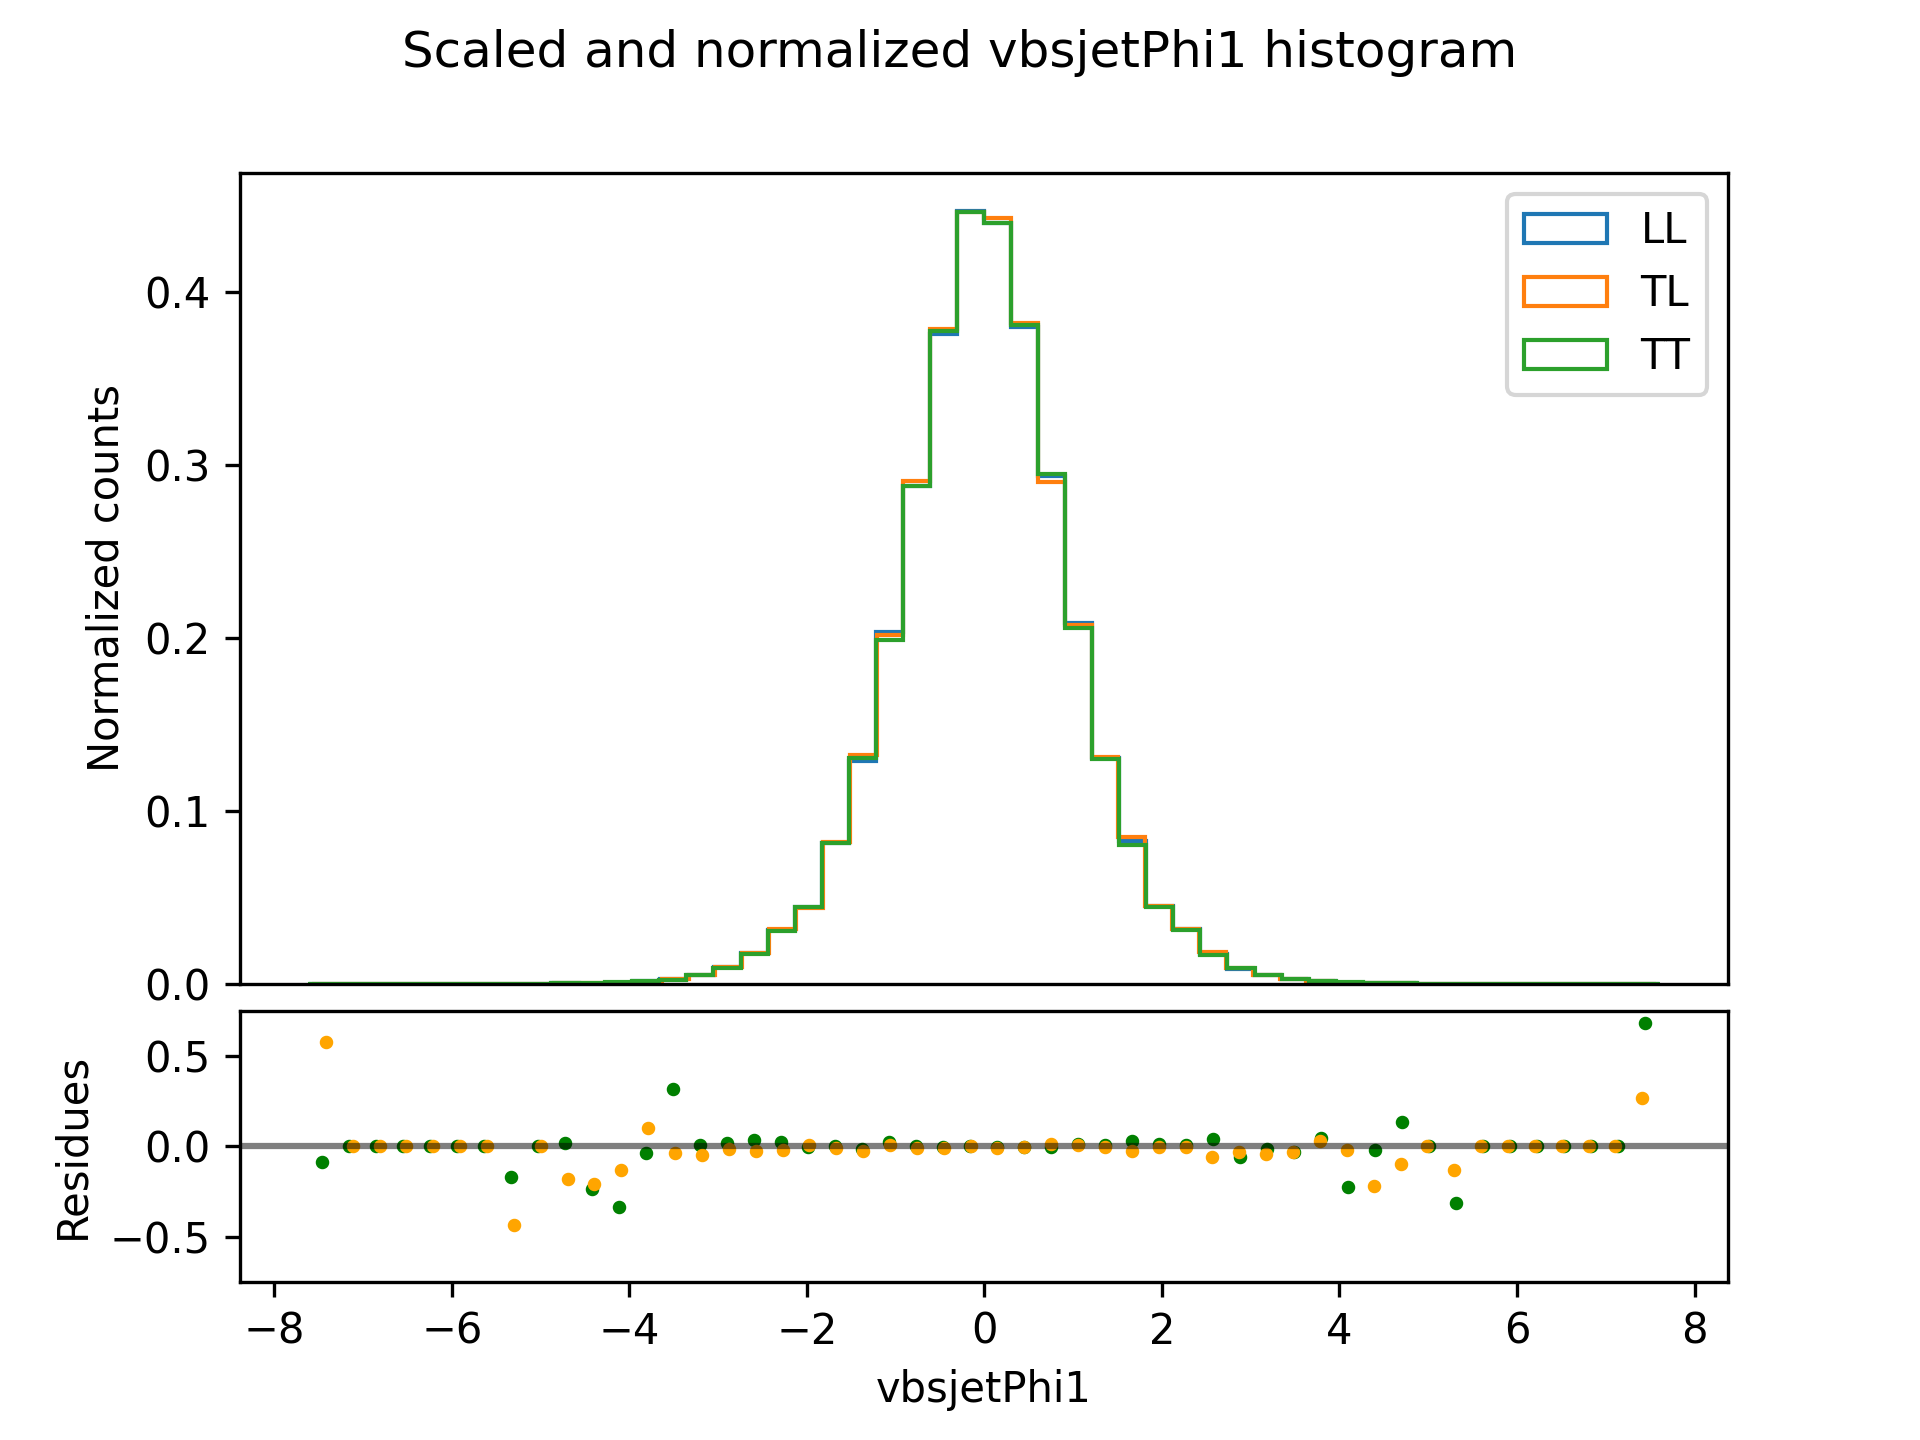 Scaled and normalized vbsjetPhi1 histogram
LL
TL
TT
Normalized counts
0.4
0.3
0.2
0.1
0.0
Residues
0.5
0.0
−0.5
−8 −6 −4 −2 0 2 4 6 8
vbsjetPhi1